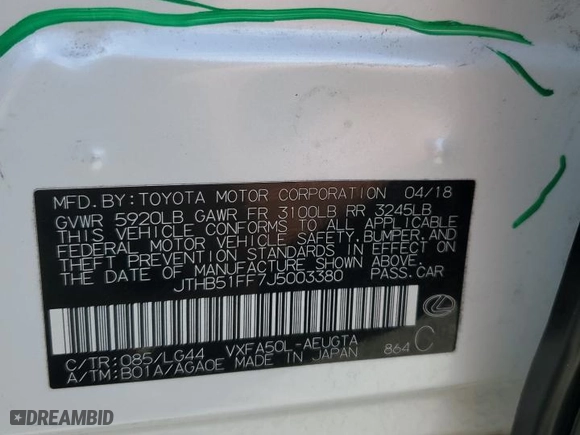 MFD.BY:TOYOTA MOTOR CORPORATION 04/18
GVWR 5920LB GAWR FR 3100LB RR 3245LB
THIS VEHICLE CONFORMS TO ALL APPLICABLE
FEDERAL MOTOR VEHICLE SAFETY,BUMPER,AND
THEFT PREVENTION STANDARDS IN EFFECT ON
THE DATE OF MANUFACTURE SHOWN ABOVE.
JTHB51FF7J5003380 PASS.CAR
C/TR:085/LG44 VXFA50L-AEUGTA
A/TM:B01A/AGA0E MADE IN JAPAN 864 C
DREAMBID